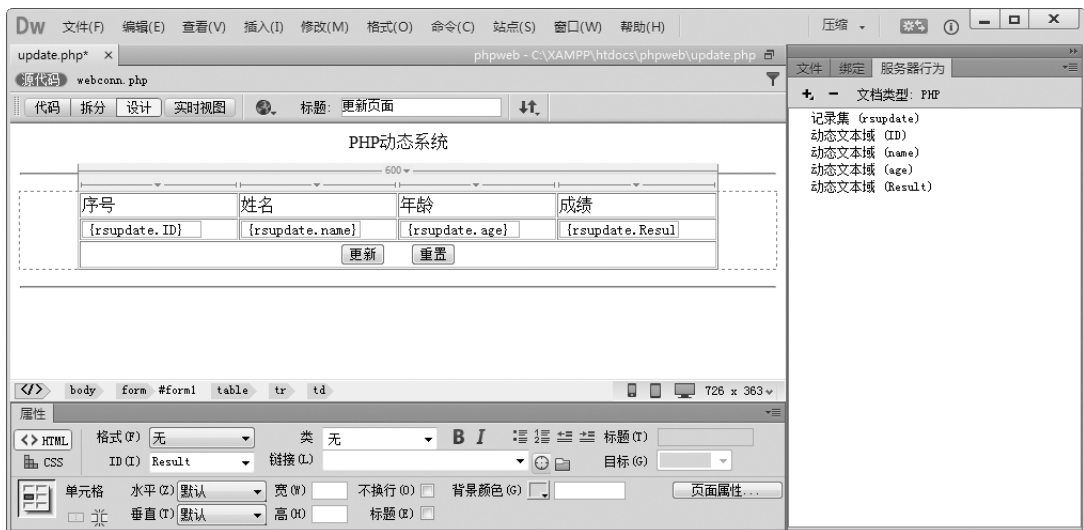 Dw 文件(F) 编辑(E) 查看(V) 插入(I) 修改(M) 格式(O) 命令(C) 站点(S) 窗口(W) 帮助(H) 压缩
update.php* × phpweb - C:\XAMPP\htdocs\phpweb\update.php
源代码 webconn.php
代码 拆分 设计 实时视图 标题: 更新页面
PHP动态系统
600
序号 姓名 年龄 成绩
{rsupdate.ID} {rsupdate.name} {rsupdate.age} {rsupdate.Resul
更新 重置
body form #form1 table tr td 726 x 363
属性
<> HTML 格式(F) 无 类 无 B I 标题(T)
CSS ID(I) Result 链接(L) 目标(G)
单元格 水平(Z) 默认 宽(W) 不换行(O) 背景颜色(G) 页面属性...
垂直(T) 默认 高(H) 标题(E)
文件 绑定 服务器行为
+ - 文档类型: PHP
记录集 (rsupdate)
动态文本域 (ID)
动态文本域 (name)
动态文本域 (age)
动态文本域 (Result)